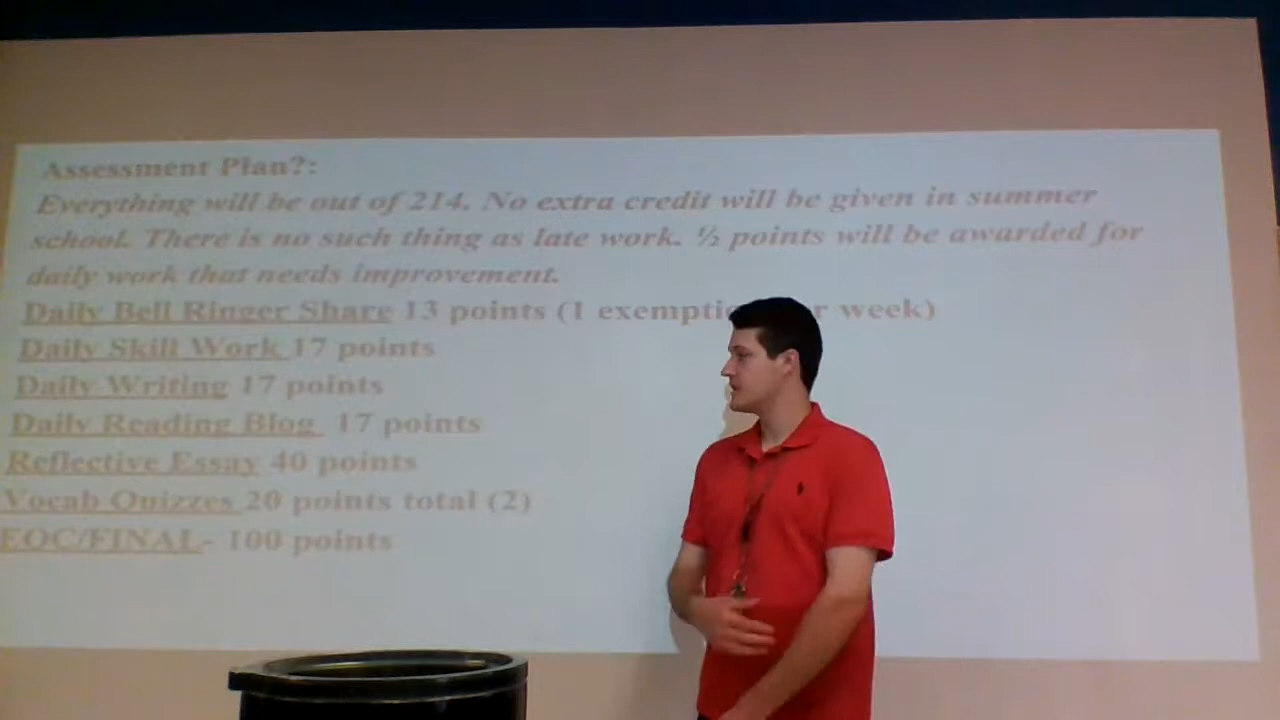 Assessment Plan?:
Everything will be out of 214. No extra credit will be given in summer
school. There is no such thing as late work. ½ points will be awarded for
daily work that needs improvement.
Daily Bell Ringer Share 13 points (1 week)
Daily Skill Work 17 points
Daily Writing 17 points
Daily Reading Blog 17 points
Reflective Essay 40 points
Vocab Quizzes 20 points total (2)
EOC/FINAL- 100 points